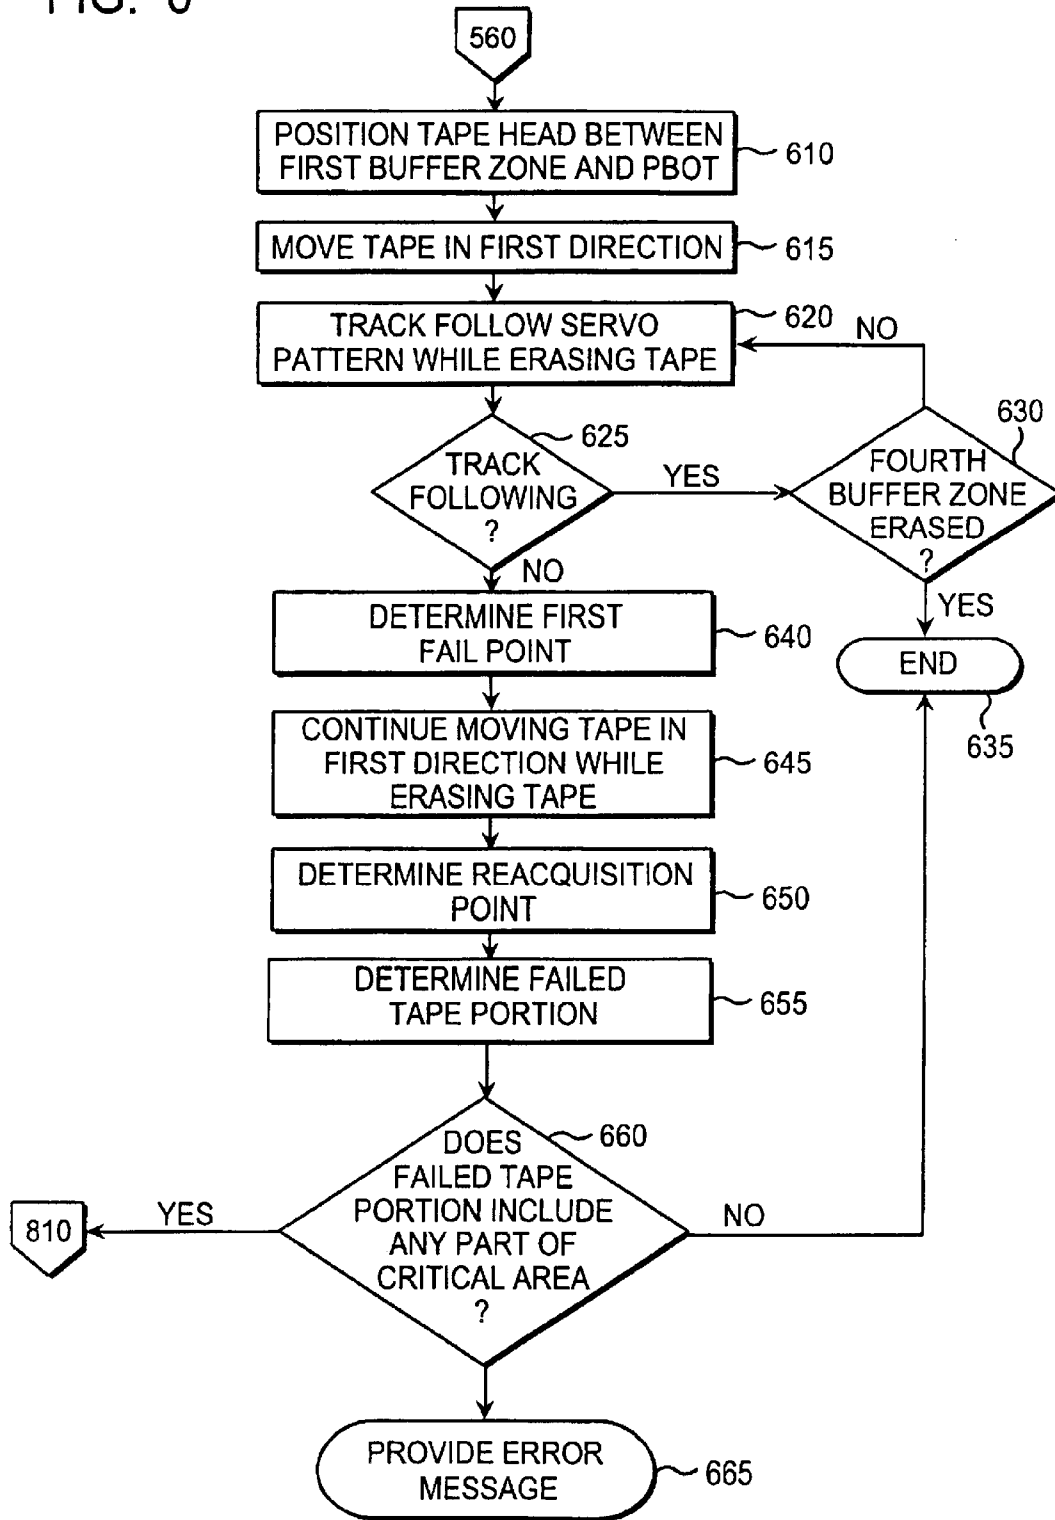 FIG. 6
560
POSITION TAPE HEAD BETWEEN
FIRST BUFFER ZONE AND PBOT
610
MOVE TAPE IN FIRST DIRECTION
615
TRACK FOLLOW SERVO
PATTERN WHILE ERASING TAPE
620
NO
625
TRACK
FOLLOWING
?
YES
630
FOURTH
BUFFER ZONE
ERASED
?
NO
YES
DETERMINE FIRST
FAIL POINT
640
END
635
CONTINUE MOVING TAPE IN
FIRST DIRECTION WHILE
ERASING TAPE
645
DETERMINE REACQUISITION
POINT
650
DETERMINE FAILED
TAPE PORTION
655
660
DOES
FAILED TAPE
PORTION INCLUDE
ANY PART OF
CRITICAL AREA
?
YES
810
NO
PROVIDE ERROR
MESSAGE
665